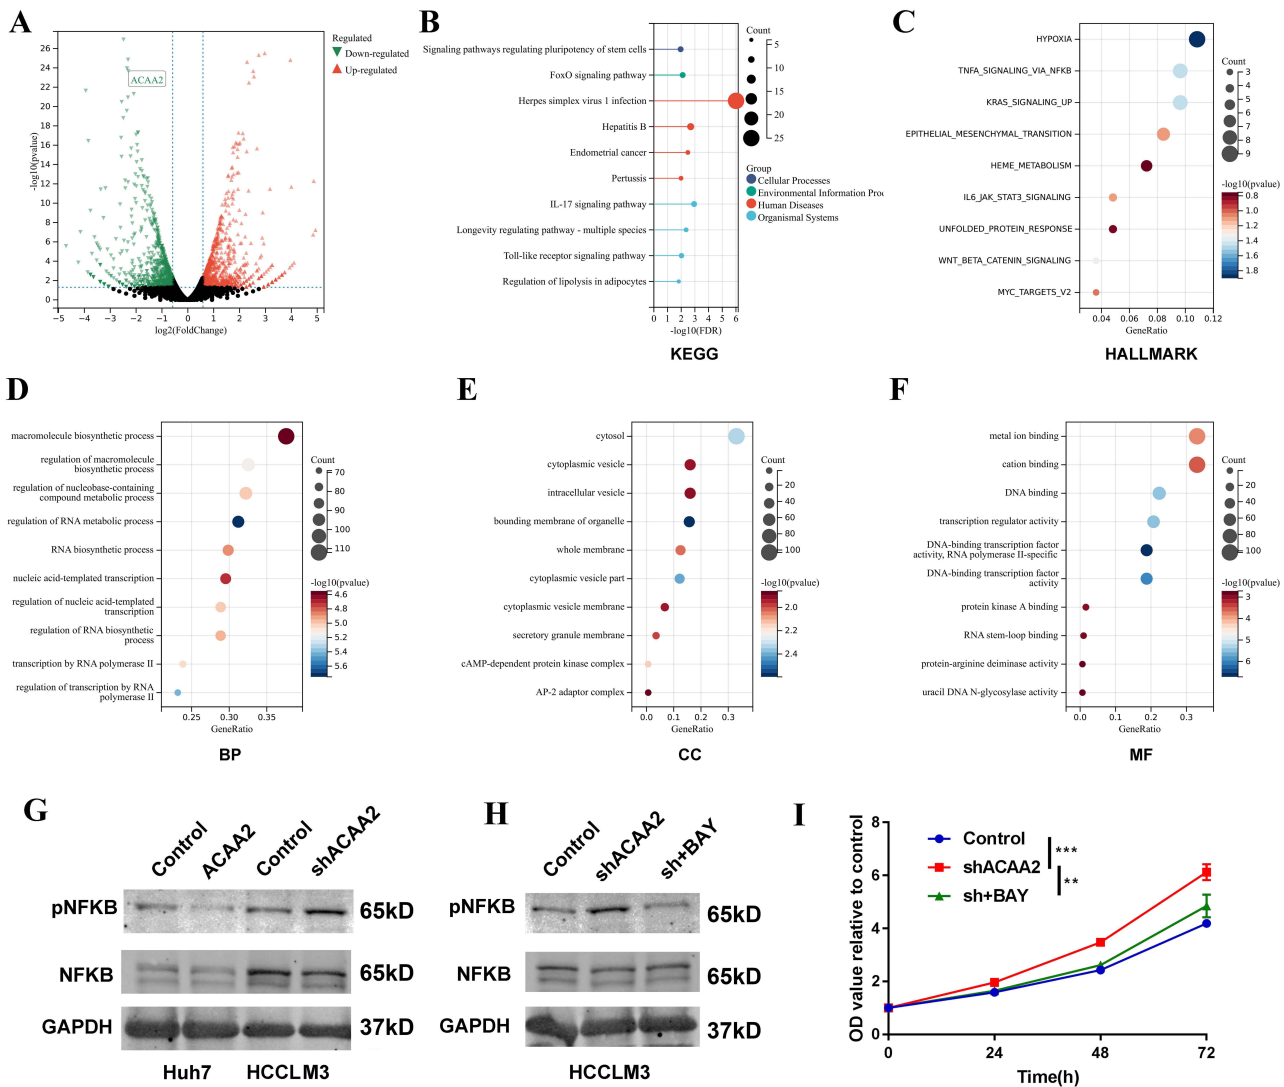 A
Regulated
Down-regulated
Up-regulated
ACAA2
-log10(pvalue)
26
24
22
20
18
16
14
12
10
8
6
4
2
0
−5 −4 −3 −2 −1 0 1 2 3 4 5
log2(FoldChange)
B
Signaling pathways regulating pluripotency of stem cells
FoxO signaling pathway
Herpes simplex virus 1 infection
Hepatitis B
Endometrial cancer
Pertussis
IL-17 signaling pathway
Longevity regulating pathway - multiple species
Toll-like receptor signaling pathway
Regulation of lipolysis in adipocytes
0 1 2 3 4 5 6
-log10(FDR)
KEGG
Count
5
10
15
20
25
Group
Cellular Processes
Environmental Information Proc
Human Diseases
Organismal Systems
C
HYPOXIA
TNFA_SIGNALING_VIA_NFKB
KRAS_SIGNALING_UP
EPITHELIAL_MESENCHYMAL_TRANSITION
HEME_METABOLISM
IL6_JAK_STAT3_SIGNALING
UNFOLDED_PROTEIN_RESPONSE
WNT_BETA_CATENIN_SIGNALING
MYC_TARGETS_V2
0.04 0.06 0.08 0.10 0.12
GeneRatio
HALLMARK
Count
3
4
5
6
7
8
9
-log10(pvalue)
0.8
1.0
1.2
1.4
1.6
1.8
D
macromolecule biosynthetic process
regulation of macromolecule
biosynthetic process
regulation of nucleobase-containing
compound metabolic process
regulation of RNA metabolic process
RNA biosynthetic process
nucleic acid-templated transcription
regulation of nucleic acid-templated
transcription
regulation of RNA biosynthetic
process
transcription by RNA polymerase II
regulation of transcription by RNA
polymerase II
0.25 0.30 0.35
GeneRatio
BP
Count
70
80
90
100
110
-log10(pvalue)
4.6
4.8
5.0
5.2
5.4
5.6
E
cytosol
cytoplasmic vesicle
intracellular vesicle
bounding membrane of organelle
whole membrane
cytoplasmic vesicle part
cytoplasmic vesicle membrane
secretory granule membrane
cAMP-dependent protein kinase complex
AP-2 adaptor complex
0.0 0.1 0.2 0.3
GeneRatio
CC
Count
20
40
60
80
100
-log10(pvalue)
2.0
2.2
2.4
F
metal ion binding
cation binding
DNA binding
transcription regulator activity
DNA-binding transcription factor
activity, RNA polymerase II-specific
DNA-binding transcription factor
activity
protein kinase A binding
RNA stem-loop binding
protein-arginine deiminase activity
uracil DNA N-glycosylase activity
0.0 0.1 0.2 0.3
GeneRatio
MF
Count
20
40
60
80
100
-log10(pvalue)
3
4
5
6
G
Control ACAA2 Control shACAA2
pNFKB 65kD
NFKB 65kD
GAPDH 37kD
Huh7 HCCLM3
H
Control shACAA2 sh+BAY
pNFKB 65kD
NFKB 65kD
GAPDH 37kD
HCCLM3
I
OD value relative to control
8
6
4
2
0
Control
shACAA2
sh+BAY
***
**
0 24 48 72
Time(h)